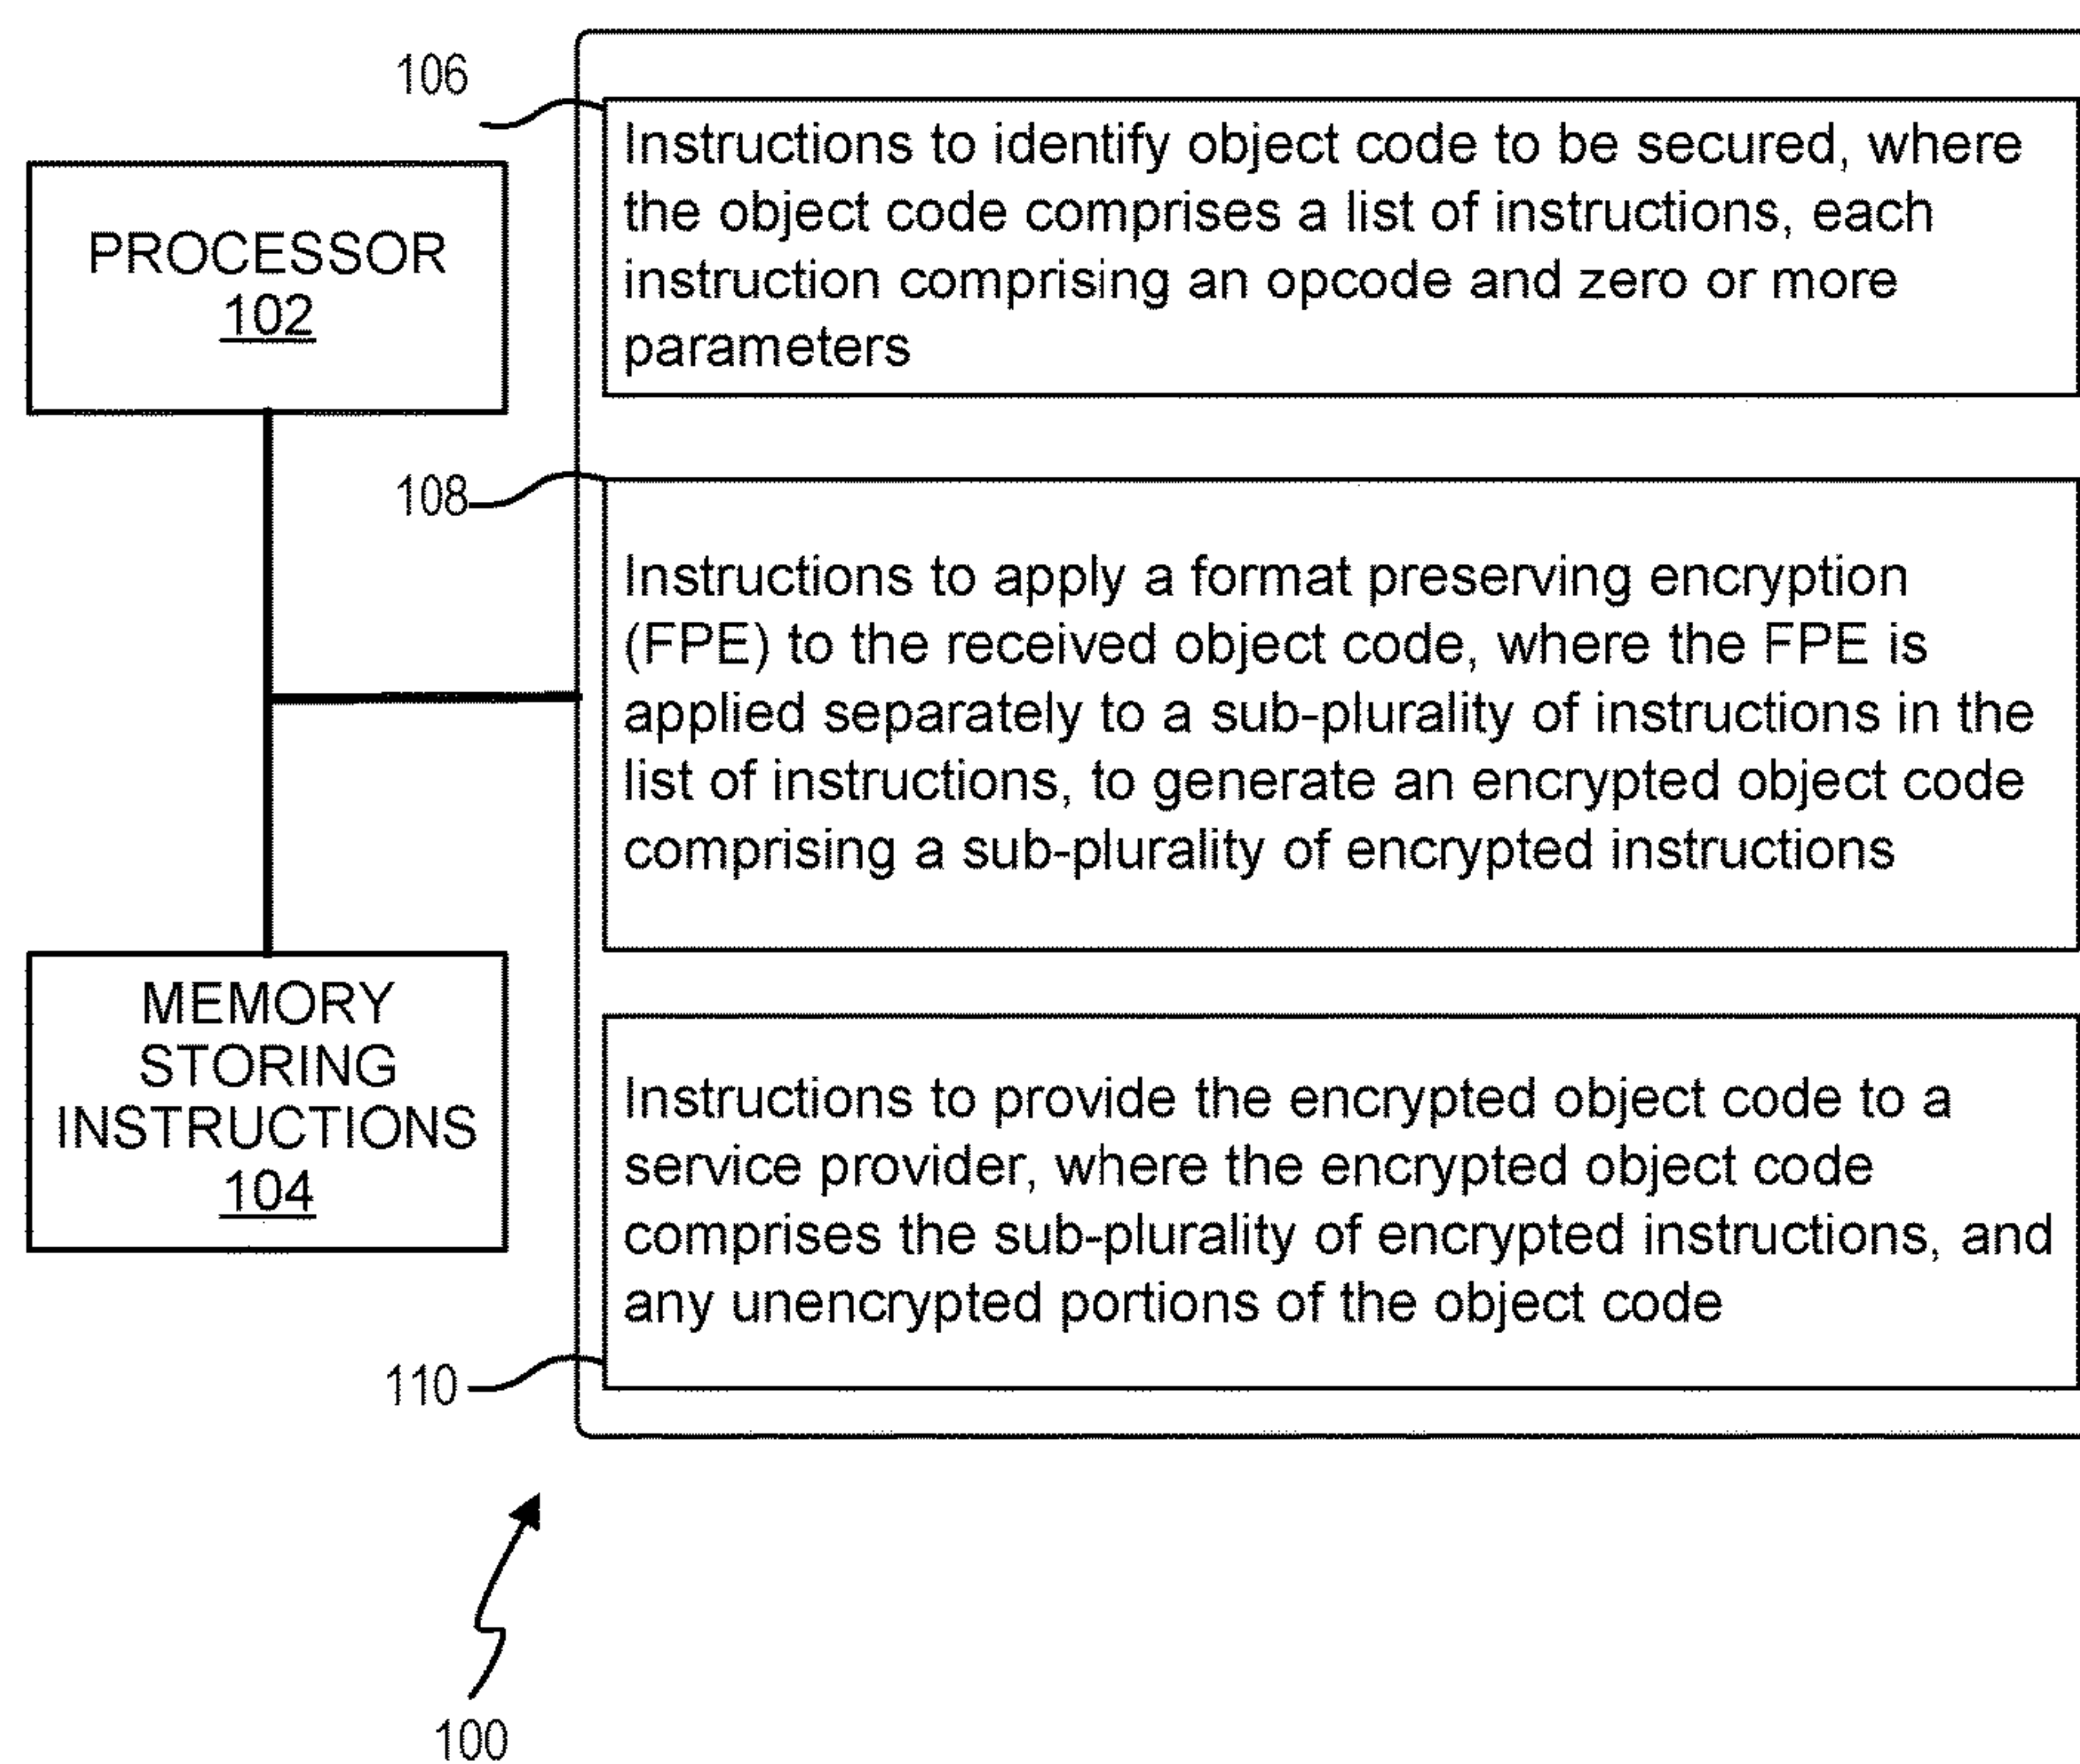 106
Instructions to identify object code to be secured, where
the object code comprises a list of instructions, each
instruction comprising an opcode and zero or more
parameters
PROCESSOR
102
108
Instructions to apply a format preserving encryption
(FPE) to the received object code, where the FPE is
applied separately to a sub-plurality of instructions in the
list of instructions, to generate an encrypted object code
comprising a sub-plurality of encrypted instructions
MEMORY
STORING
INSTRUCTIONS
104
Instructions to provide the encrypted object code to a
service provider, where the encrypted object code
comprises the sub-plurality of encrypted instructions, and
any unencrypted portions of the object code
110
100